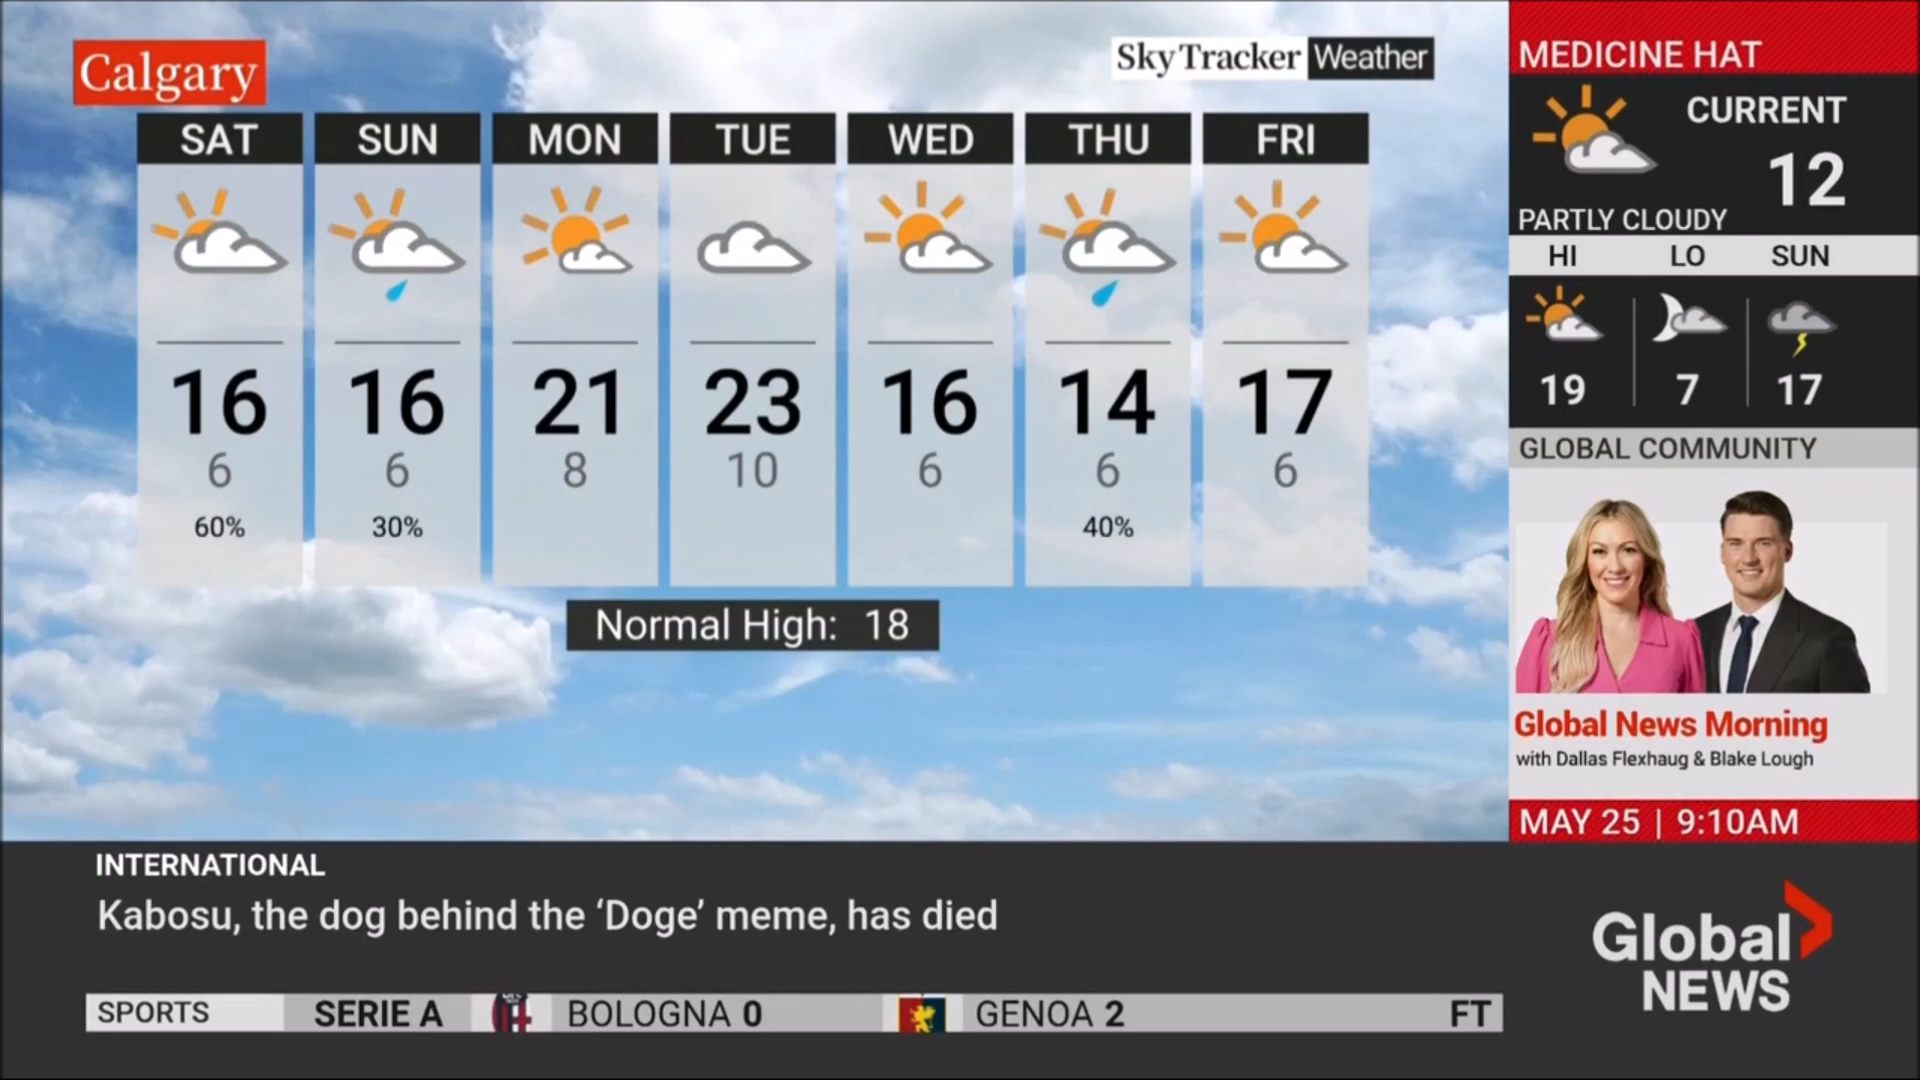 Calgary
SkyTracker Weather
SAT SUN MON TUE WED THU FRI
16 16 21 23 16 14 17
6 6 8 10 6 6 6
60% 30% 40%
Normal High: 18
MEDICINE HAT
CURRENT
12
PARTLY CLOUDY
HI LO SUN
19 7 17
GLOBAL COMMUNITY
Global News Morning
with Dallas Flexhaug & Blake Lough
MAY 25 | 9:10AM
INTERNATIONAL
Kabosu, the dog behind the ‘Doge’ meme, has died
Global
NEWS
SPORTS SERIE A BOLOGNA 0 GENOA 2 FT